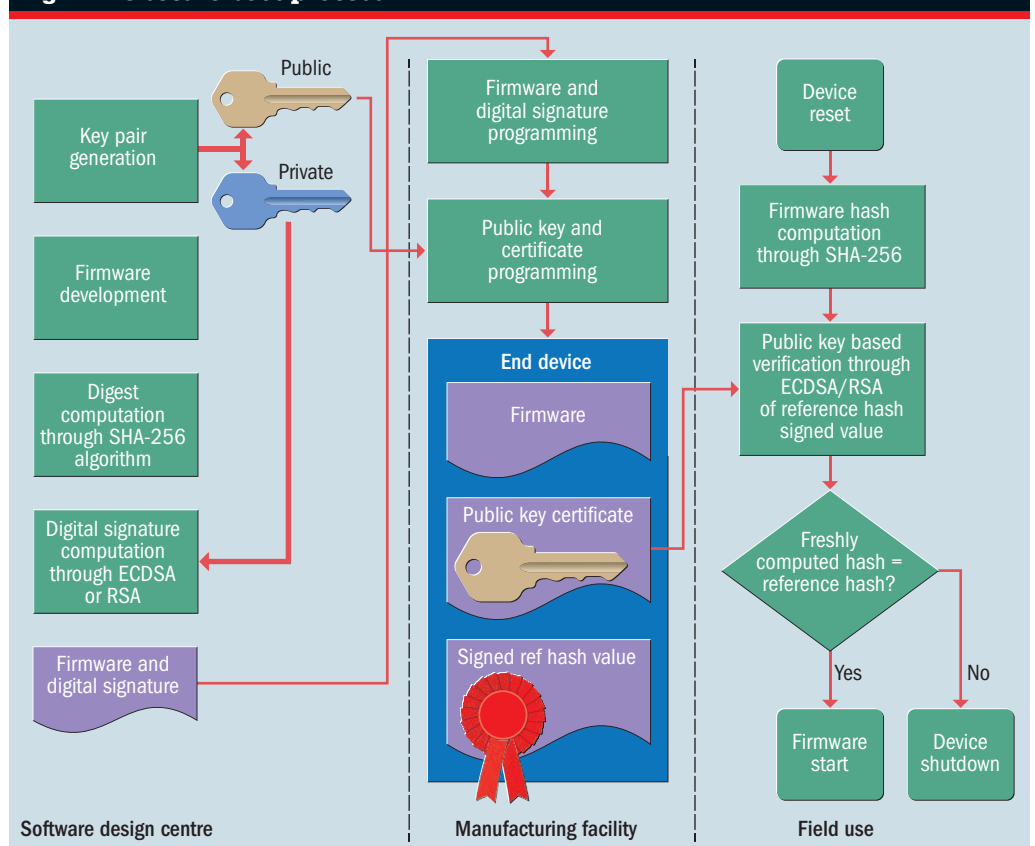 Public
Key pair
generation
Private
Firmware
development
Digest
computation
through SHA-256
algorithm
Digital signature
computation
through ECDSA
or RSA
Firmware and
digital signature
Software design centre
Firmware and
digital signature
programming
Public key and
certificate
programming
End device
Firmware
Public key certificate
Signed ref hash value
Manufacturing facility
Device
reset
Firmware hash
computation
through SHA-256
Public key based
verification through
ECDSA/RSA
of reference hash
signed value
Freshly
computed hash =
reference hash?
Yes
No
Firmware
start
Device
shutdown
Field use